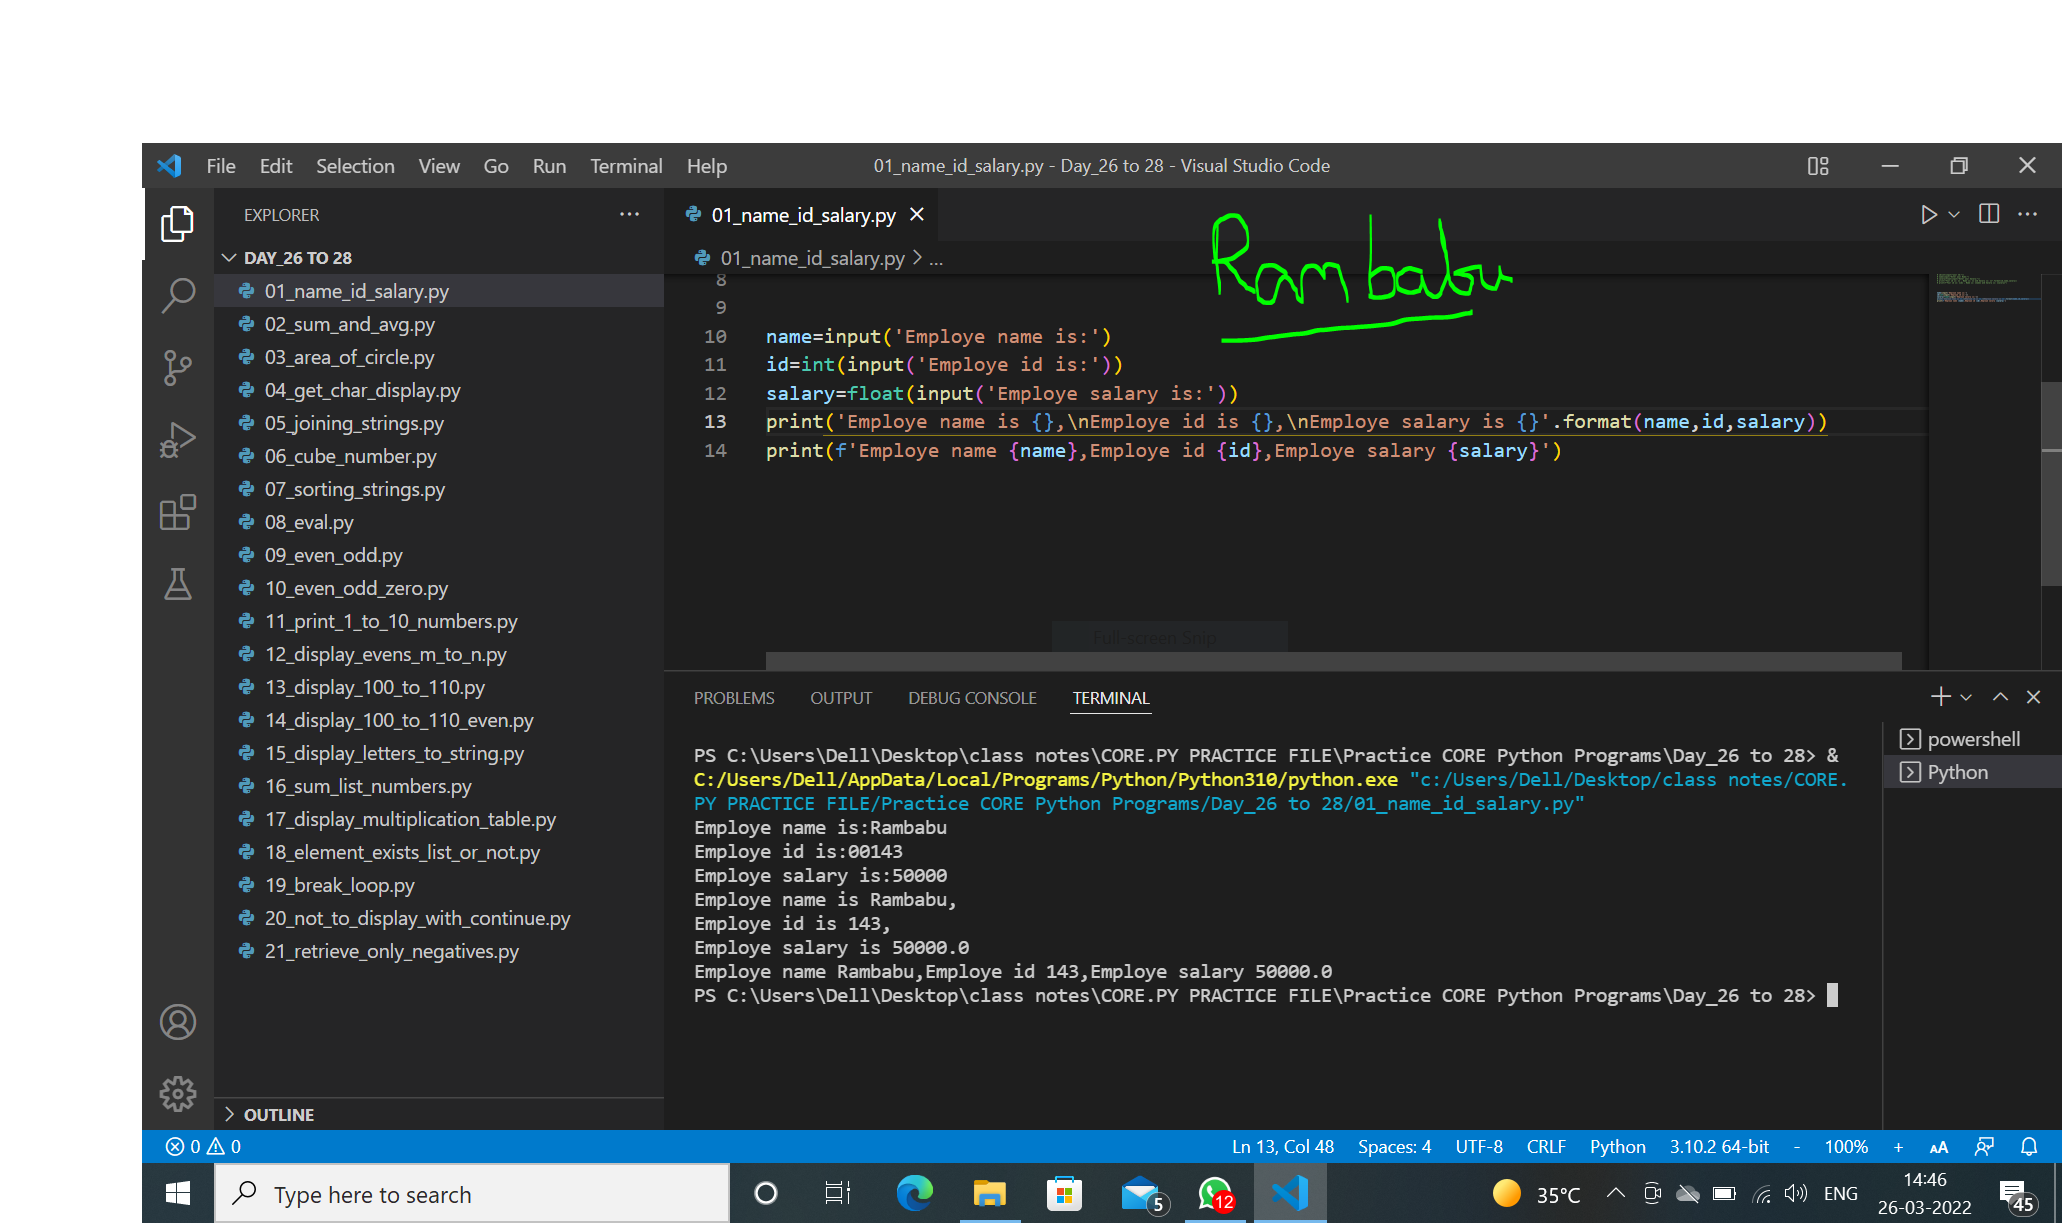 File Edit Selection View Go Run Terminal Help 01_name_id_salary.py - Day_26 to 28 - Visual Studio Code
EXPLORER
DAY_26 TO 28
01_name_id_salary.py
02_sum_and_avg.py
03_area_of_circle.py
04_get_char_display.py
05_joining_strings.py
06_cube_number.py
07_sorting_strings.py
08_eval.py
09_even_odd.py
10_even_odd_zero.py
11_print_1_to_10_numbers.py
12_display_evens_m_to_n.py
13_display_100_to_110.py
14_display_100_to_110_even.py
15_display_letters_to_string.py
16_sum_list_numbers.py
17_display_multiplication_table.py
18_element_exists_list_or_not.py
19_break_loop.py
20_not_to_display_with_continue.py
21_retrieve_only_negatives.py
OUTLINE
01_name_id_salary.py
01_name_id_salary.py > ...
Rambabu
8
9
10 name=input('Employe name is:')
11 id=int(input('Employe id is:'))
12 salary=float(input('Employe salary is:'))
13 print('Employe name is {},\nEmploye id is {},\nEmploye salary is {}'.format(name,id,salary))
14 print(f'Employe name {name},Employe id {id},Employe salary {salary}')
Full-screen Snip
PROBLEMS OUTPUT DEBUG CONSOLE TERMINAL
PS C:\Users\Dell\Desktop\class notes\CORE.PY PRACTICE FILE\Practice CORE Python Programs\Day_26 to 28> &
C:/Users/Dell/AppData/Local/Programs/Python/Python310/python.exe "c:/Users/Dell/Desktop/class notes/CORE.
PY PRACTICE FILE/Practice CORE Python Programs/Day_26 to 28/01_name_id_salary.py"
Employe name is:Rambabu
Employe id is:00143
Employe salary is:50000
Employe name is Rambabu,
Employe id is 143,
Employe salary is 50000.0
Employe name Rambabu,Employe id 143,Employe salary 50000.0
PS C:\Users\Dell\Desktop\class notes\CORE.PY PRACTICE FILE\Practice CORE Python Programs\Day_26 to 28>
powershell
Python
0 0 Ln 13, Col 48 Spaces: 4 UTF-8 CRLF Python 3.10.2 64-bit - 100% + AA
Type here to search 5 12 35°C ENG 14:46
26-03-2022 45